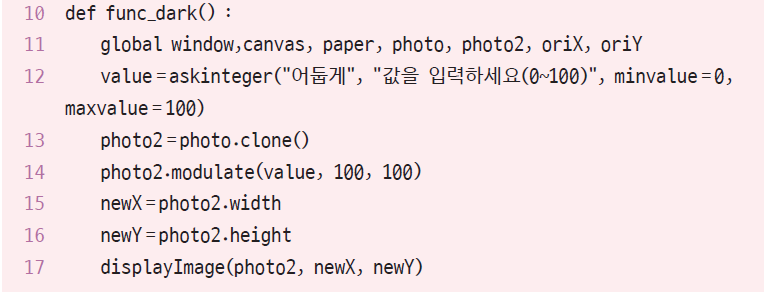 10 def func_dark() :
11 global window,canvas, paper, photo, photo2, oriX, oriY
12 value=askinteger("어둡게", "값을 입력하세요(0~100)", minvalue=0,
maxvalue=100)
13 photo2=photo.clone()
14 photo2.modulate(value, 100, 100)
15 newX=photo2.width
16 newY=photo2.height
17 displayImage(photo2, newX, newY)